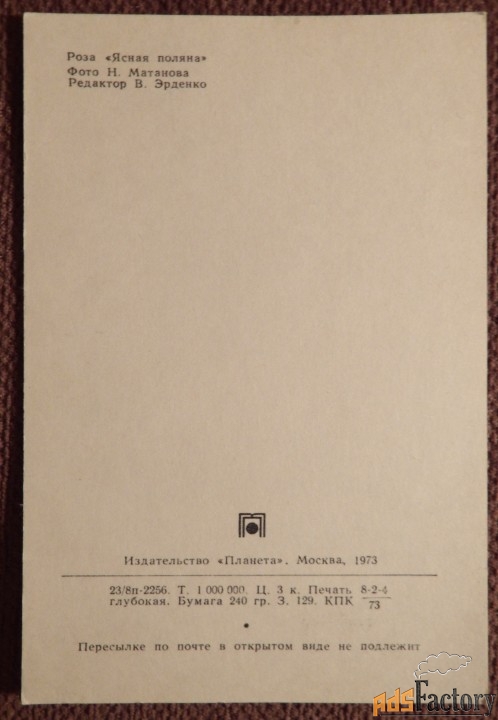 Роза «Ясная поляна»
Фото Н. Матанова
Редактор В. Эрденко
Издательство «Планета». Москва, 1973
23/8п-2256. Т. 1 000 000. Ц. 3 к. Печать 8-2-4
глубокая. Бумага 240 гр. З. 129. КПК 73
Пересылке по почте в открытом виде не подлежит
AdsFactory